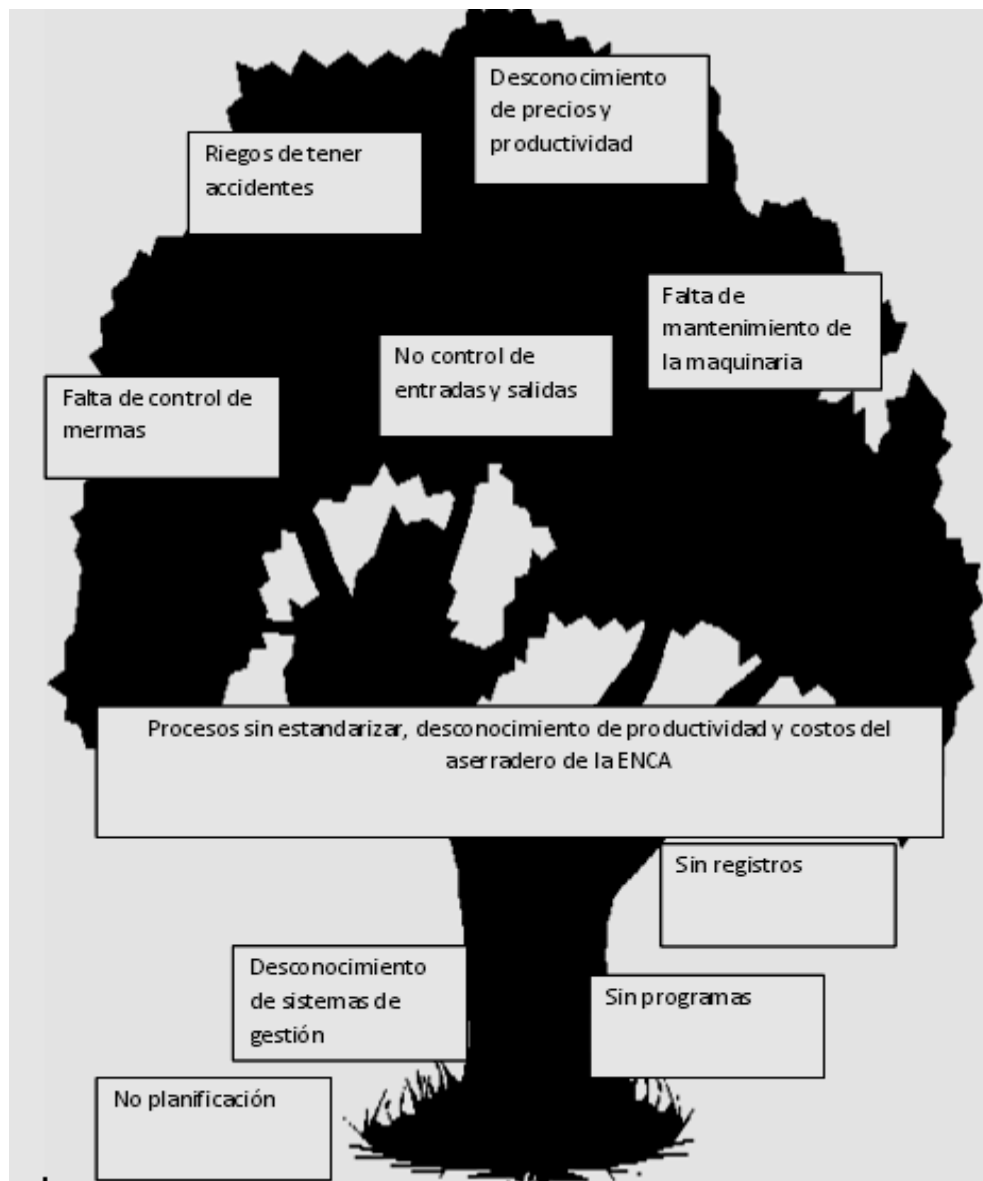 Desconocimiento
de precios y
productividad
Riegos de tener
accidentes
Falta de
mantenimiento de
la maquinaria
No control de
entradas y salidas
Falta de control de
mermas
Procesos sin estandarizar, desconocimiento de productividad y costos del
aserradero de la ENCA
Sin registros
Desconocimiento
de sistemas de
gestión
Sin programas
No planificación